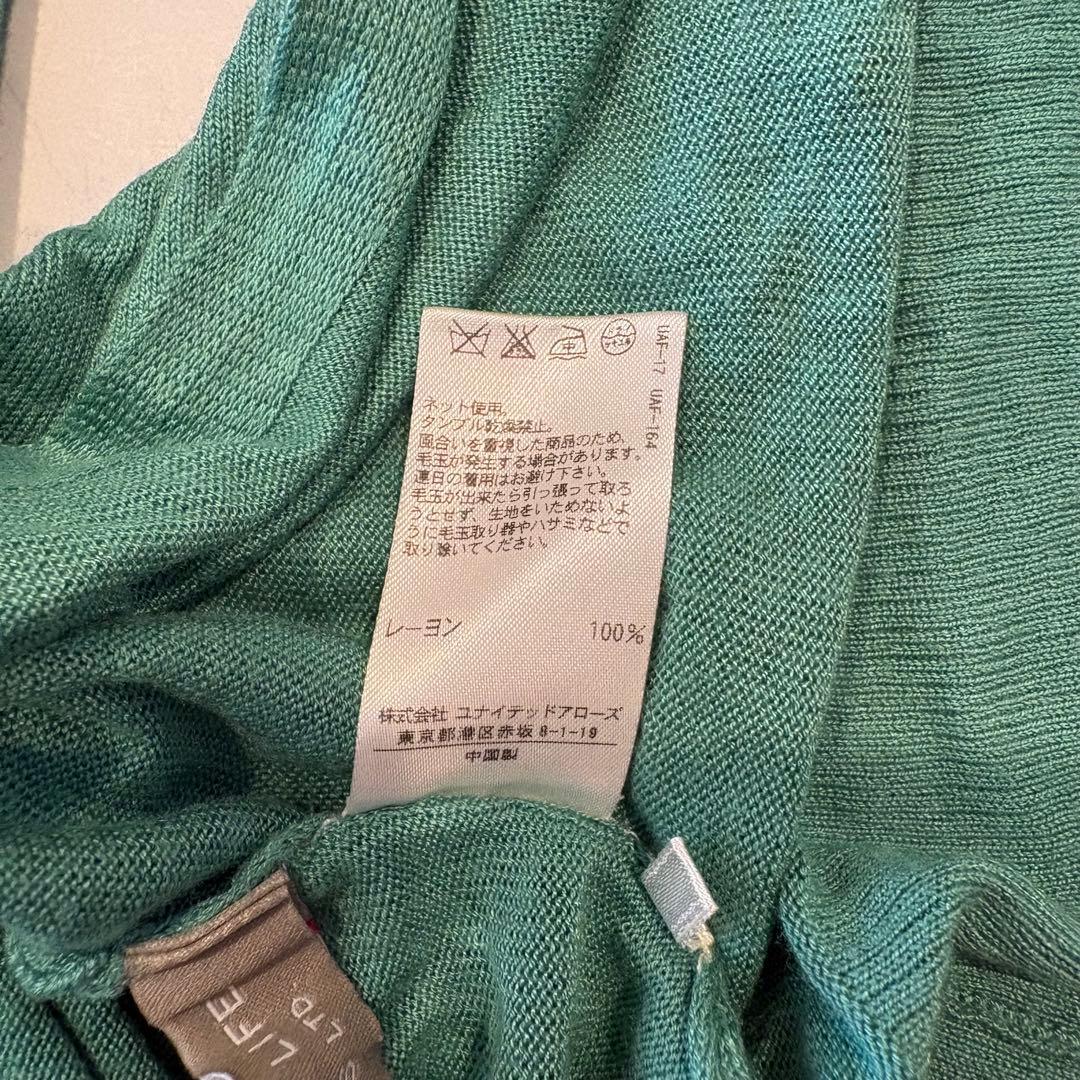 中
UAF-17 UAF-164
ネット使用。
タンブル乾燥禁止。
風合いを重視した商品のため、
毛玉が発生する場合があります。
連日の着用はお避け下さい。
毛玉が出来たら引っ張って取ろ
うとせず、生地をいためないよ
うに毛玉取り器やハサミなどで
取り除いてください。
レーヨン 100%
株式会社 ユナイテッドアローズ
東京都港区赤坂 8-1-19
中国製
LIFE
LTD.